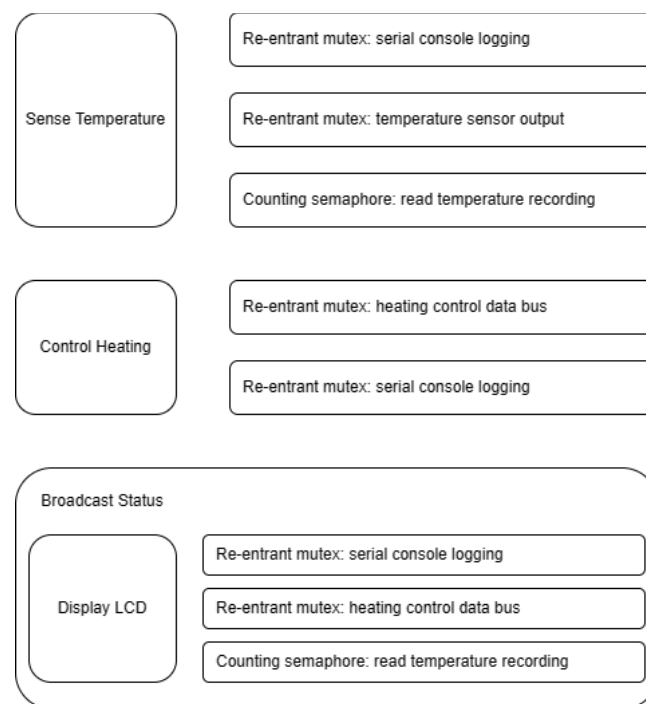 Re-entrant mutex: serial console logging
Sense Temperature
Re-entrant mutex: temperature sensor output
Counting semaphore: read temperature recording
Re-entrant mutex: heating control data bus
Control Heating
Re-entrant mutex: serial console logging
Broadcast Status
Re-entrant mutex: serial console logging
Display LCD
Re-entrant mutex: heating control data bus
Counting semaphore: read temperature recording